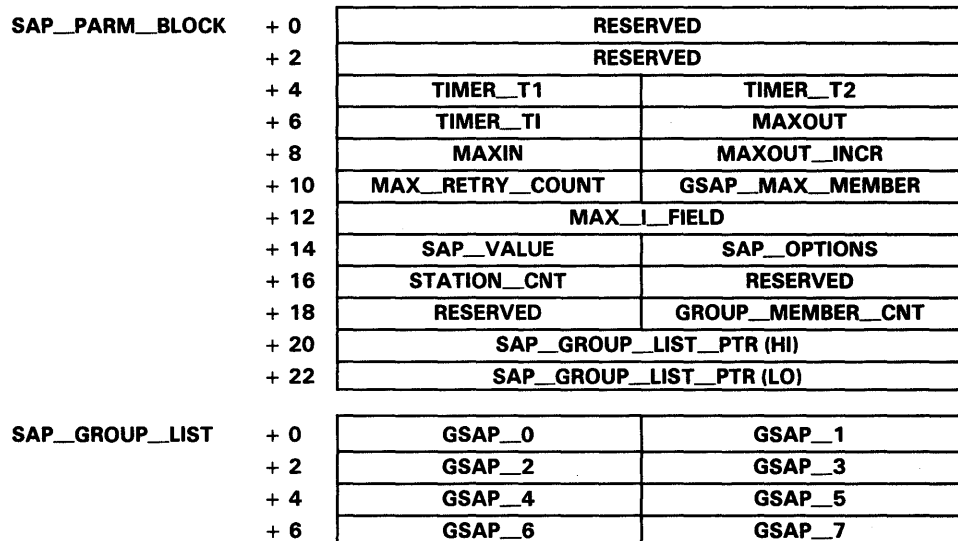 SAP__PARM__BLOCK + 0 RESERVED
+ 2 RESERVED
+ 4 TIMER__T1 TIMER__T2
+ 6 TIMER__TI MAXOUT
+ 8 MAXIN MAXOUT__INCR
+ 10 MAX__RETRY__COUNT GSAP__MAX__MEMBER
+ 12 MAX__I__FIELD
+ 14 SAP__VALUE SAP__OPTIONS
+ 16 STATION__CNT RESERVED
+ 18 RESERVED GROUP__MEMBER__CNT
+ 20 SAP__GROUP__LIST__PTR (HI)
+ 22 SAP__GROUP__LIST__PTR (LO)
SAP__GROUP__LIST + 0 GSAP__0 GSAP__1
+ 2 GSAP__2 GSAP__3
+ 4 GSAP__4 GSAP__5
+ 6 GSAP__6 GSAP__7